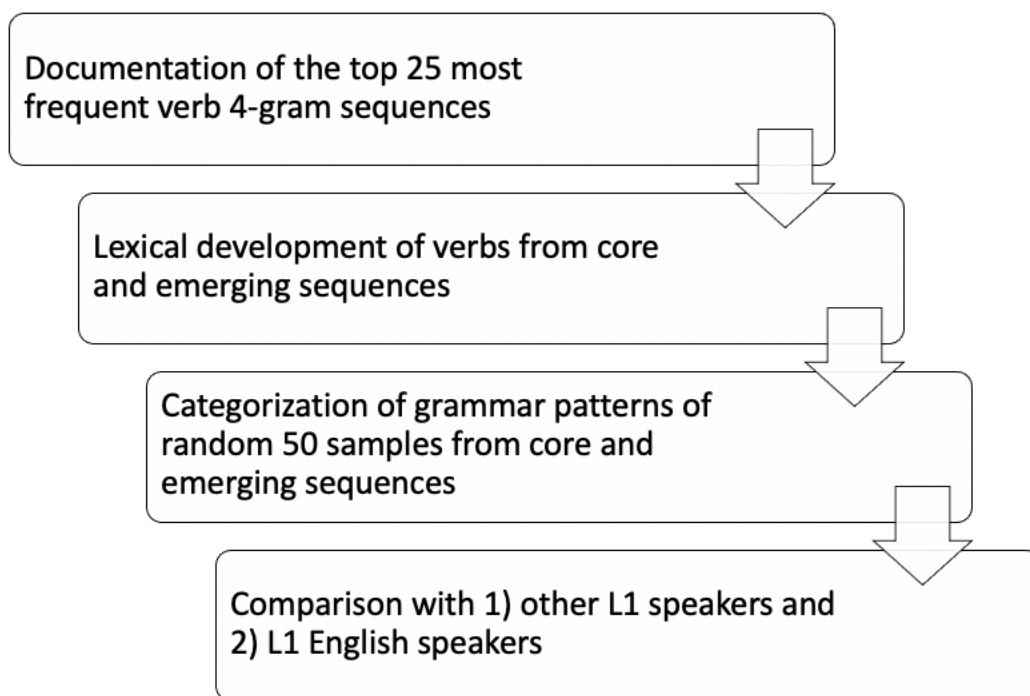 Documentation of the top 25 most
frequent verb 4-gram sequences
Lexical development of verbs from core
and emerging sequences
Categorization of grammar patterns of
random 50 samples from core and
emerging sequences
Comparison with 1) other L1 speakers and
2) L1 English speakers